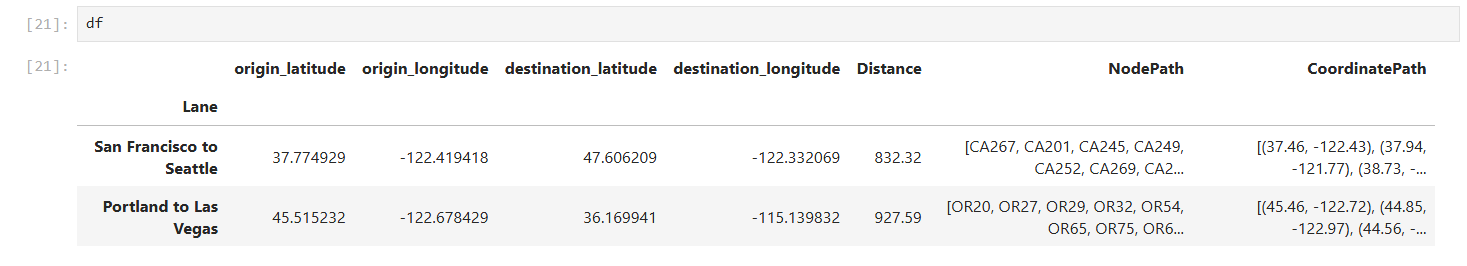 [21]: df
[21]:
origin_latitude origin_longitude destination_latitude destination_longitude Distance NodePath CoordinatePath
Lane
San Francisco to Seattle 37.774929 -122.419418 47.606209 -122.332069 832.32 [CA267, CA201, CA245, CA249, CA252, CA269, CA2... [(37.46, -122.43), (37.94, -121.77), (38.73, -...
Portland to Las Vegas 45.515232 -122.678429 36.169941 -115.139832 927.59 [OR20, OR27, OR29, OR32, OR54, OR65, OR75, OR6... [(45.46, -122.72), (44.85, -122.97), (44.56, -...